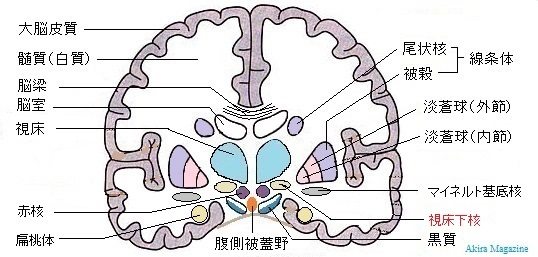 大脳皮質
髄質(白質)
脳梁
脳室
視床
赤核
扁桃体
腹側被蓋野
尾状核
被穀
線条体
淡蒼球(外節)
淡蒼球(内節)
マイネルト基底核
視床下核
黒質
Akira Magazine